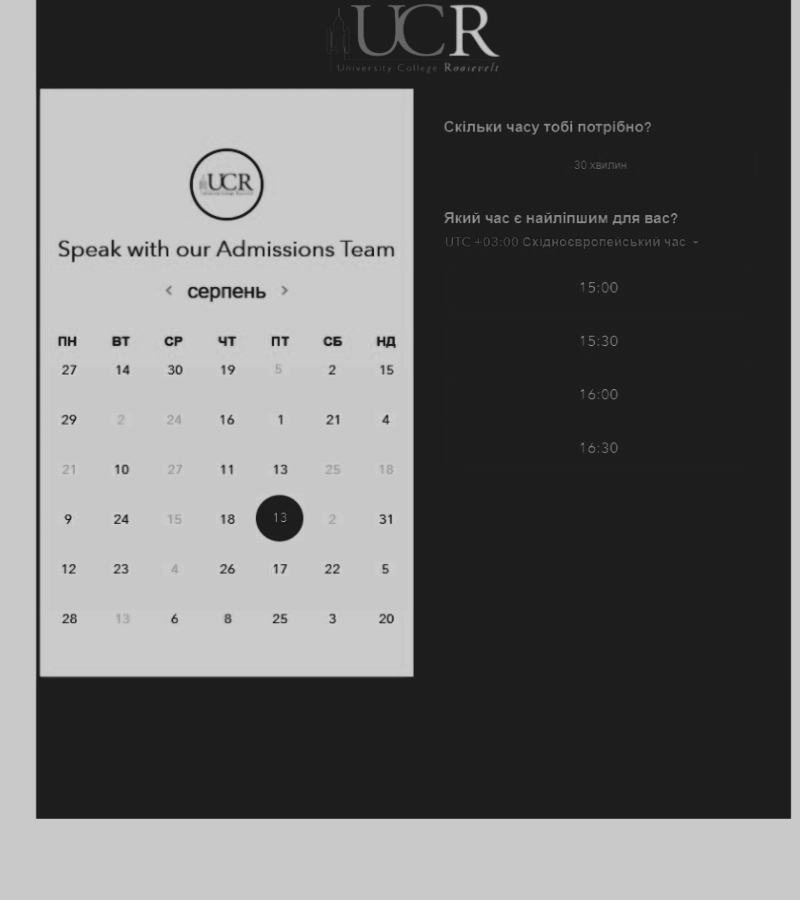 UCR
University College Roosevelt
UCR
Speak with our Admissions Team
< серпень >
ПН ВТ СР ЧТ ПТ СБ НД
27 14 30 19 5 2 15
29 2 24 16 1 21 4
21 10 27 11 13 25 18
9 24 15 18 13 2 31
12 23 4 26 17 22 5
28 13 6 8 25 3 20
Скільки часу тобі потрібно?
30 хвилин
Який час є найліпшим для вас?
UTC +03:00 Східноєвропейський час
15:00
15:30
16:00
16:30